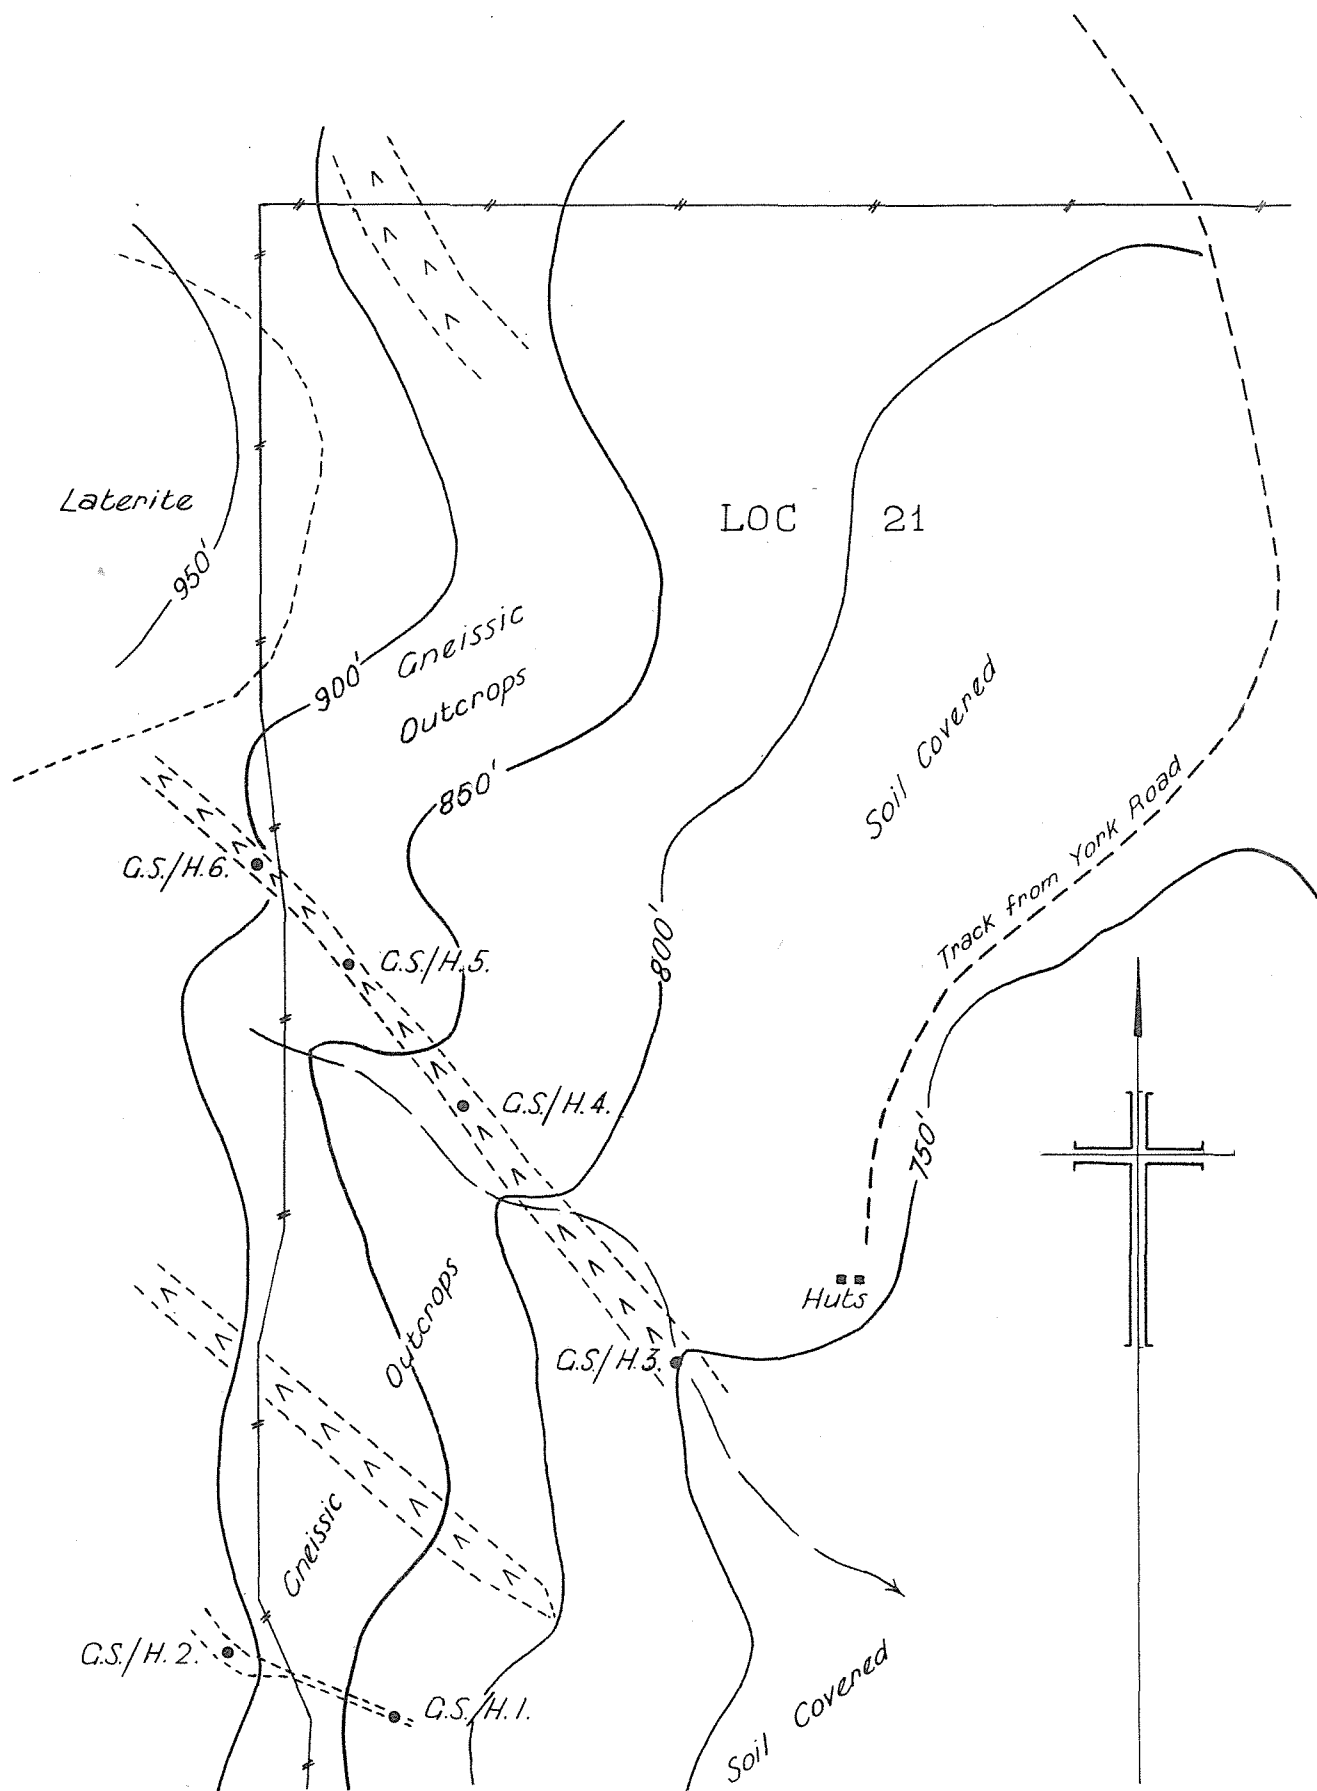 Laterite
LOC 21
950'
Gneissic
Outcrops
900'
Soil Covered
850'
Track from York Road
G.S./H.6.
800'
G.S./H.5.
G.S./H.4.
750'
Huts
Outcrops
G.S./H.3.
Gneissic
G.S./H.2.
G.S./H.1.
Soil Covered